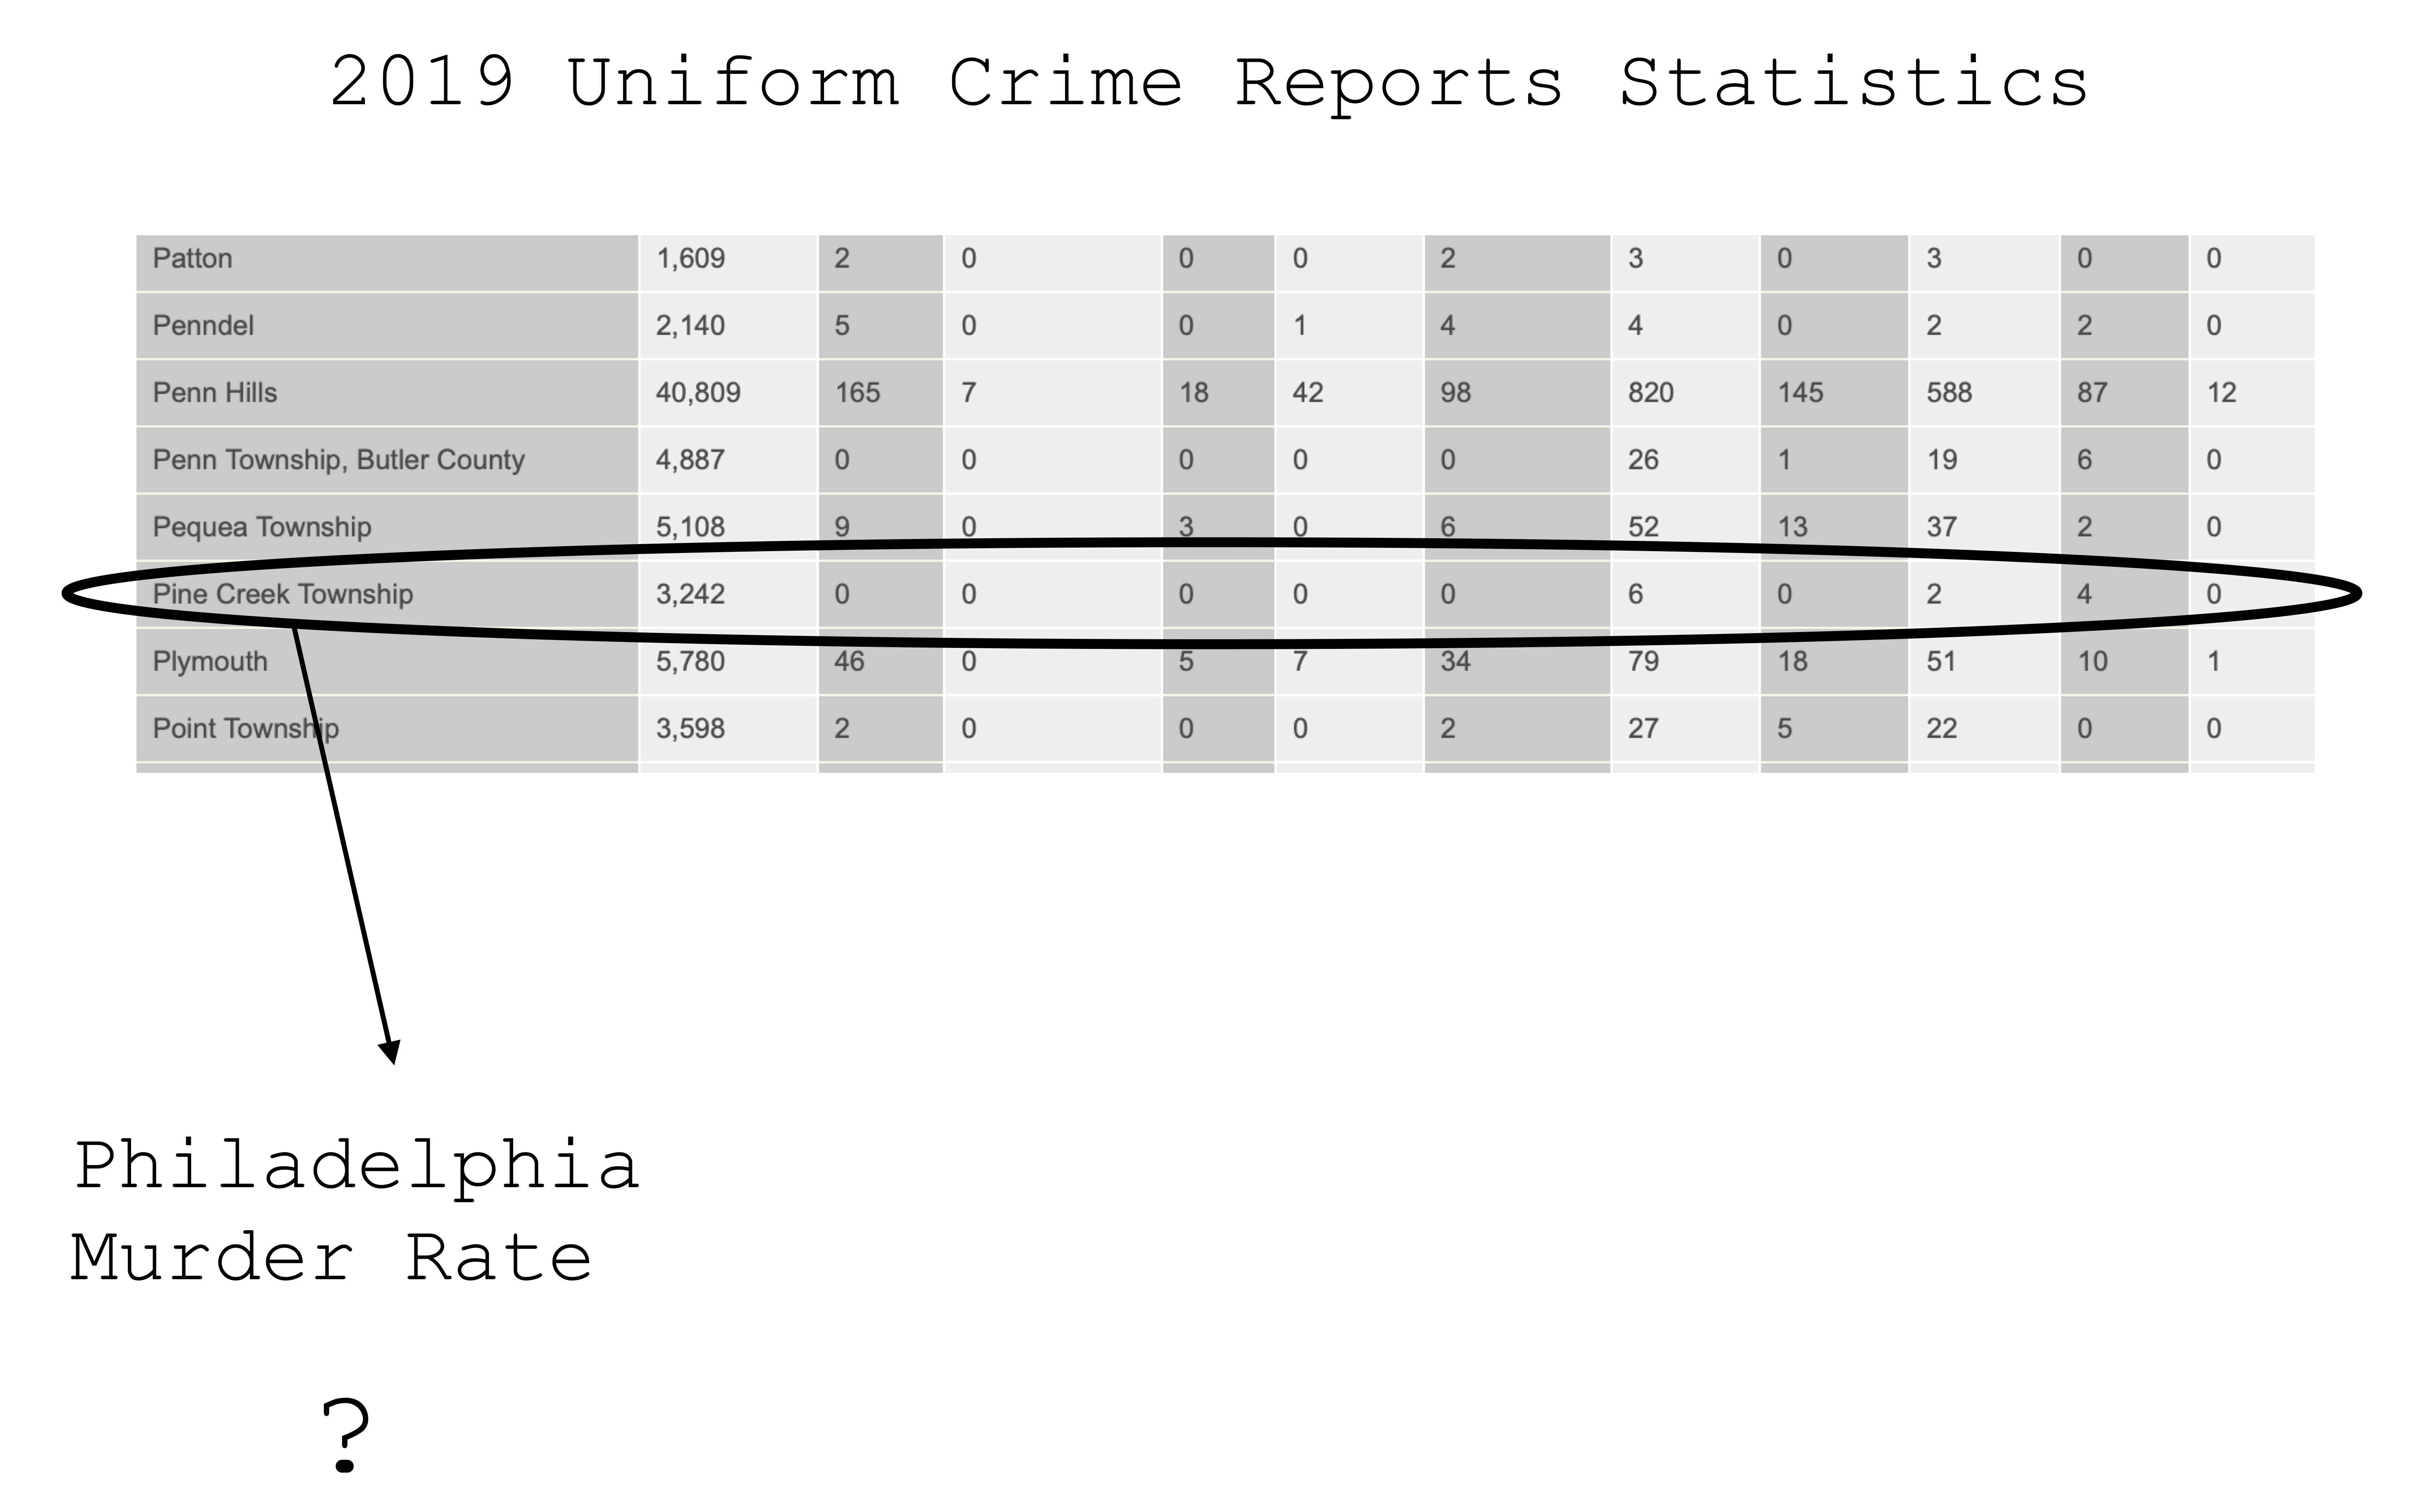 2019 Uniform Crime Reports Statistics
Patton 1,609 2 0 0 0 2 3 0 3 0 0
Penndel 2,140 5 0 0 1 4 4 0 2 2 0
Penn Hills 40,809 165 7 18 42 98 820 145 588 87 12
Penn Township, Butler County 4,887 0 0 0 0 0 26 1 19 6 0
Pequea Township 5,108 9 0 3 0 6 52 13 37 2 0
Pine Creek Township 3,242 0 0 0 0 0 6 0 2 4 0
Plymouth 5,780 46 0 5 7 34 79 18 51 10 1
Point Township 3,598 2 0 0 0 2 27 5 22 0 0
Philadelphia
Murder Rate
?